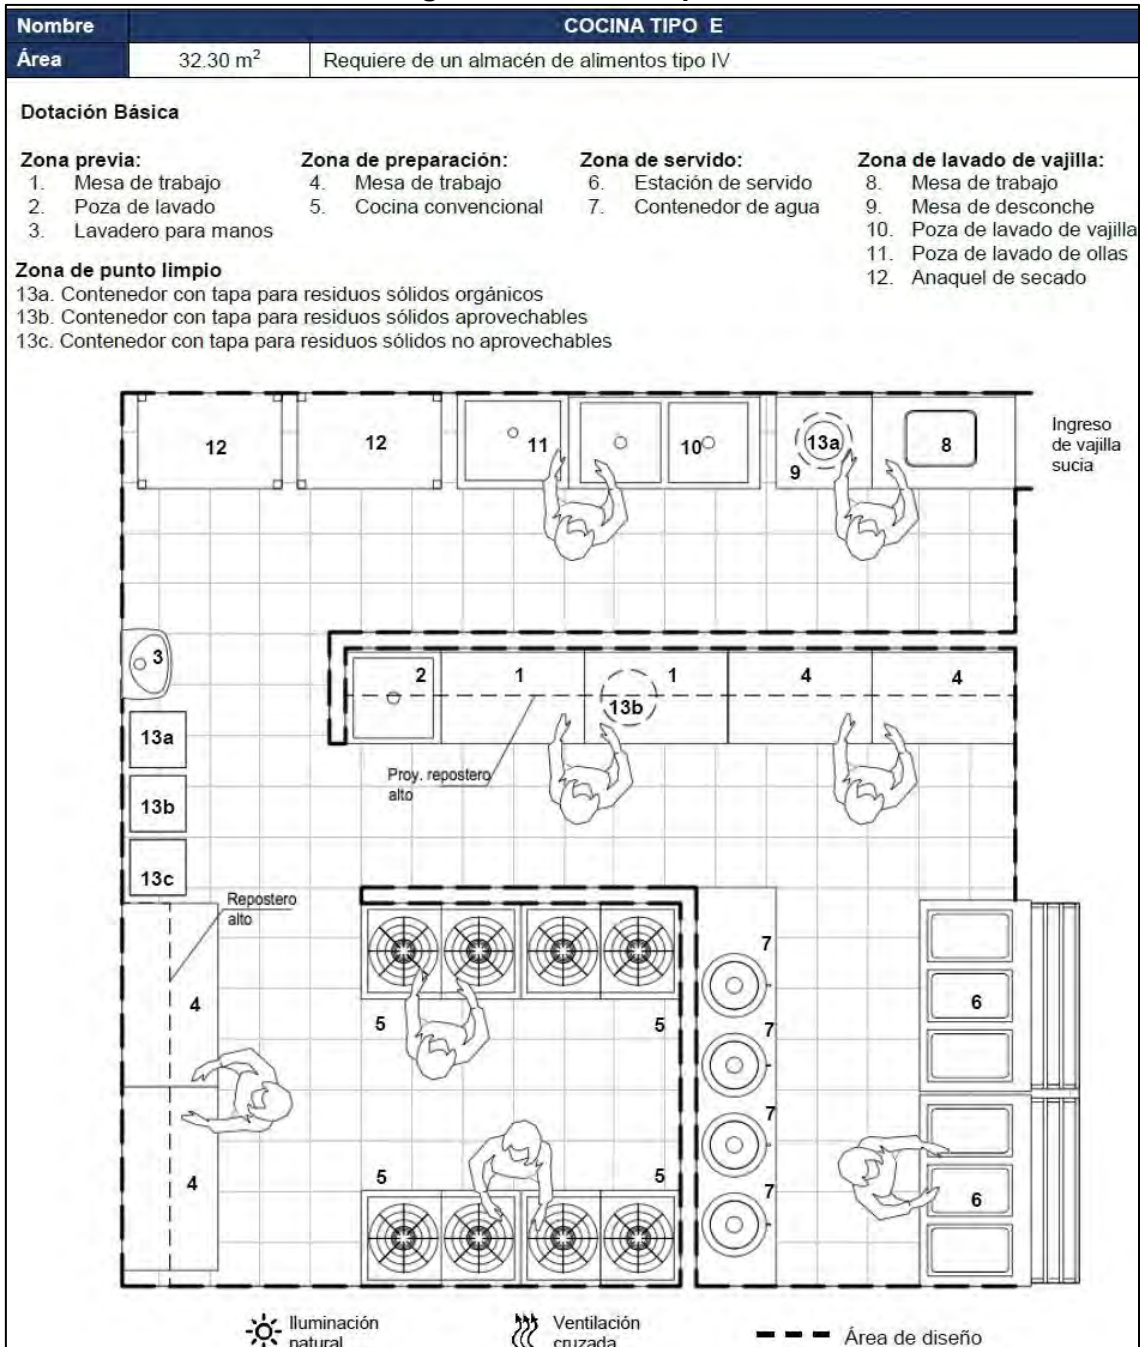 Nombre COCINA TIPO E
Área 32.30 m² Requiere de un almacén de alimentos tipo IV
Dotación Básica
Zona previa:
1. Mesa de trabajo
2. Poza de lavado
3. Lavadero para manos
Zona de preparación:
4. Mesa de trabajo
5. Cocina convencional
Zona de servido:
6. Estación de servido
7. Contenedor de agua
Zona de lavado de vajilla:
8. Mesa de trabajo
9. Mesa de desconche
10. Poza de lavado de vajilla
11. Poza de lavado de ollas
12. Anaquel de secado
Zona de punto limpio
13a. Contenedor con tapa para residuos sólidos orgánicos
13b. Contenedor con tapa para residuos sólidos aprovechables
13c. Contenedor con tapa para residuos sólidos no aprovechables
12
12
11
10
13a
9
8
Ingreso
de vajilla
sucia
3
2
1
1
4
4
13b
13a
13b
13c
Proy. repostero
alto
Repostero
alto
4
4
5
5
5
5
7
7
7
7
6
6
Iluminación
natural
Ventilación
cruzada
Área de diseño